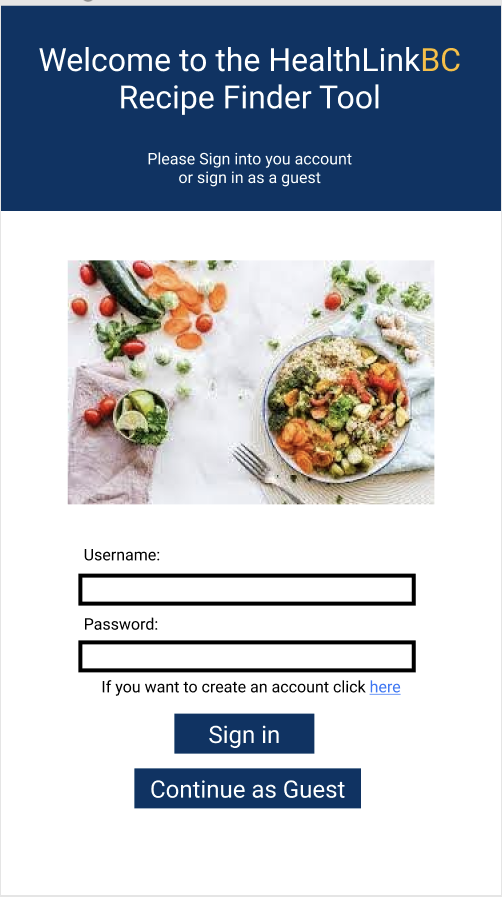 Welcome to the HealthLinkBC
Recipe Finder Tool
Please Sign into you account
or sign in as a guest
Username:
Password:
If you want to create an account click here
Sign in
Continue as Guest